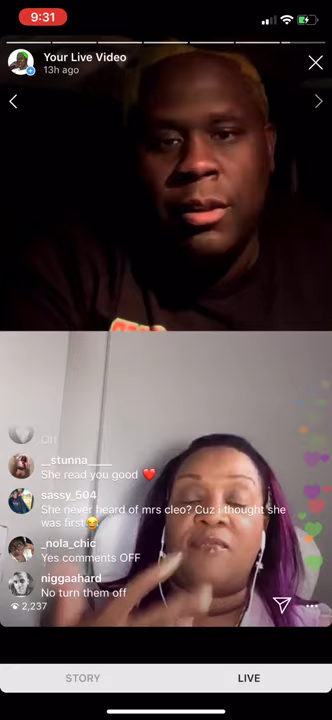 9:31
Your Live Video
13h ago
__stunna____
She read you good ❤️
sassy_504
She never heard of mrs cleo? Cuz i thought she
was first😂
_nola_chic
Yes comments OFF
niggaahard
No turn them off
2,237
STORY
LIVE